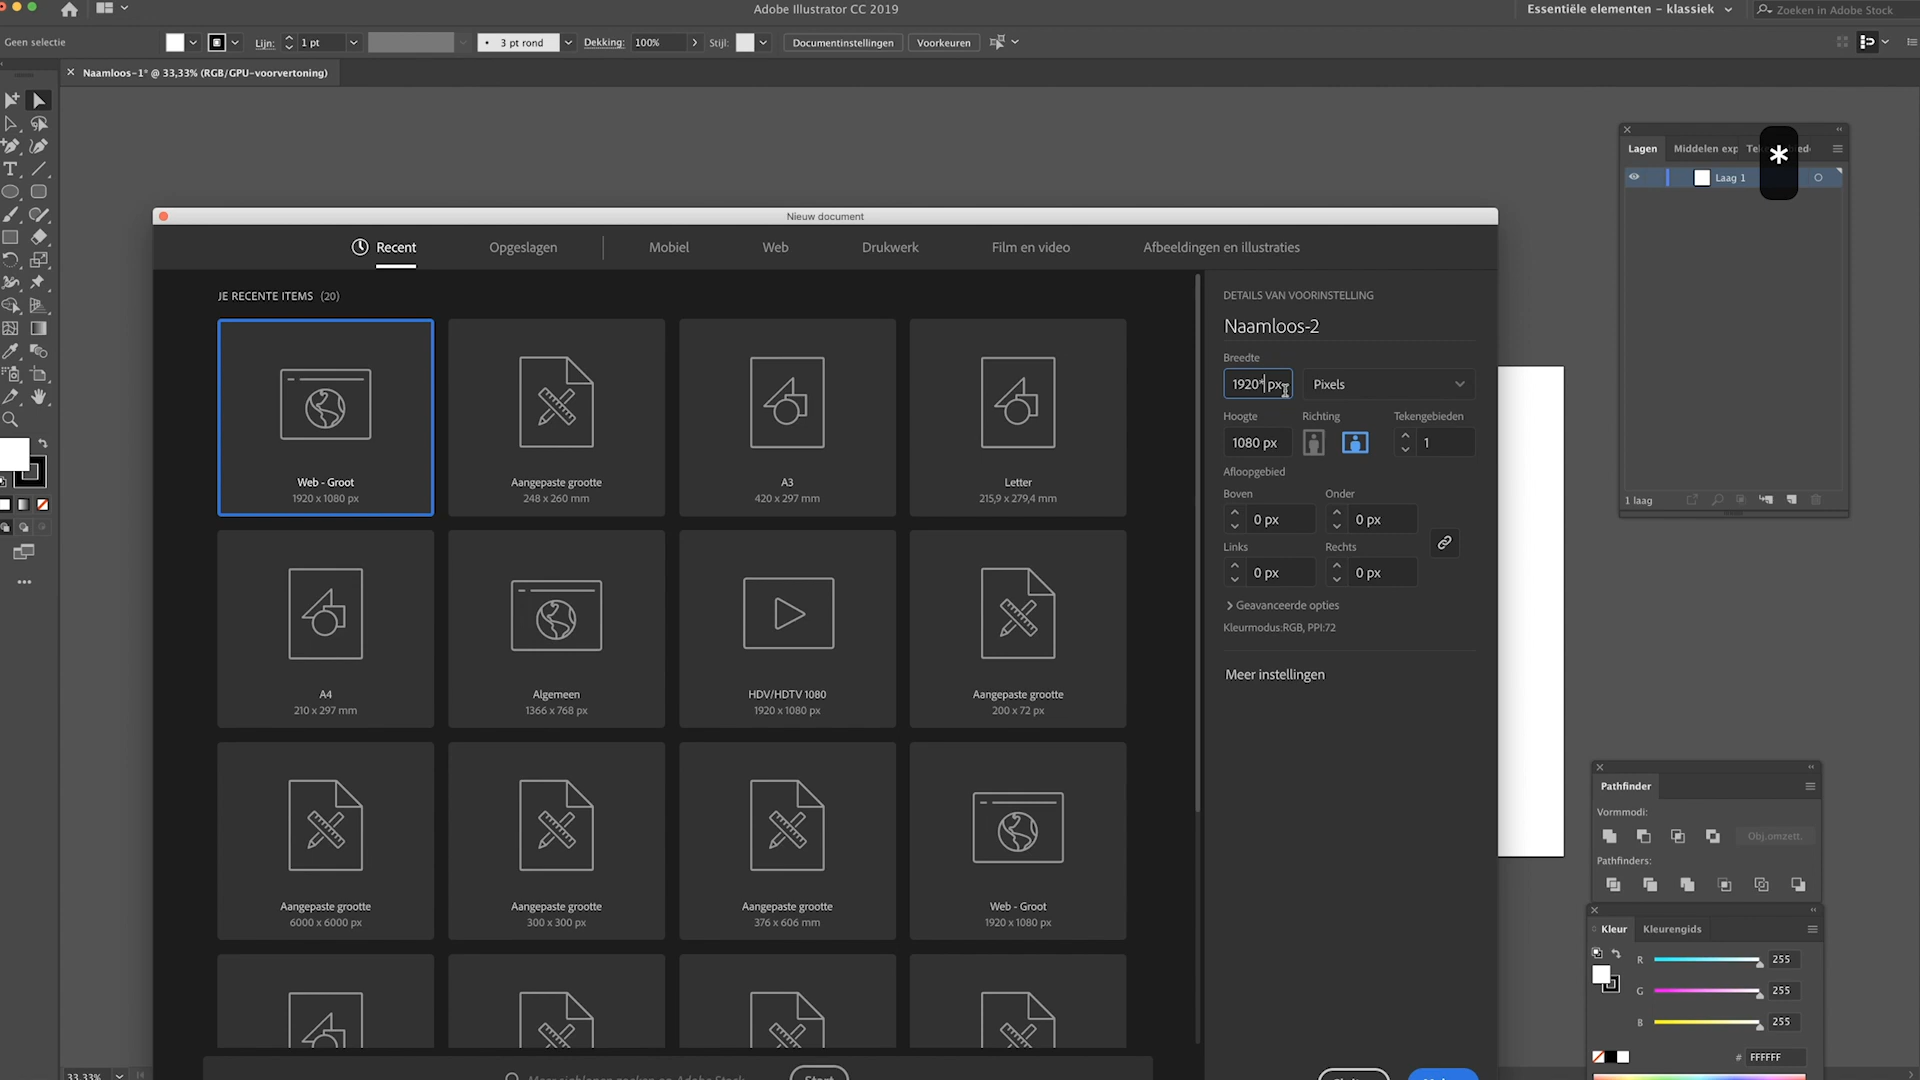 Adobe Illustrator CC 2019
Essentiële elementen – klassiek
Zoeken in Adobe Stock
Geen selectie
Lijn:
1 pt
3 pt rond
Dekking:
100%
Stijl:
Documentinstellingen
Voorkeuren
Naamloos-1* @ 33,33% (RGB/GPU-voorvertoning)
Lagen
Middelen exp
Laag 1
*
1 laag
Nieuw document
Recent
Opgeslagen
Mobiel
Web
Drukwerk
Film en video
Afbeeldingen en illustraties
JE RECENTE ITEMS (20)
Web - Groot
1920 x 1080 px
Aangepaste grootte
248 x 260 mm
A3
420 x 297 mm
Letter
215,9 x 279,4 mm
A4
210 x 297 mm
Algemeen
1366 x 768 px
HDV/HDTV 1080
1920 x 1080 px
Aangepaste grootte
200 x 72 px
Aangepaste grootte
6000 x 6000 px
Aangepaste grootte
300 x 300 px
Aangepaste grootte
376 x 606 mm
Web - Groot
1920 x 1080 px
DETAILS VAN VOORINSTELLING
Naamloos-2
Breedte
1920* px
Pixels
Hoogte
Richting
Tekengebieden
1080 px
1
Afloopgebied
Boven
Onder
0 px
0 px
Links
Rechts
0 px
0 px
Geavanceerde opties
Kleurmodus:RGB, PPI:72
Meer instellingen
Pathfinder
Vormmodi:
Obj.omzett.
Pathfinders:
Kleur
Kleurengids
R
255
G
255
B
255
# FFFFFF
33,33%
Start